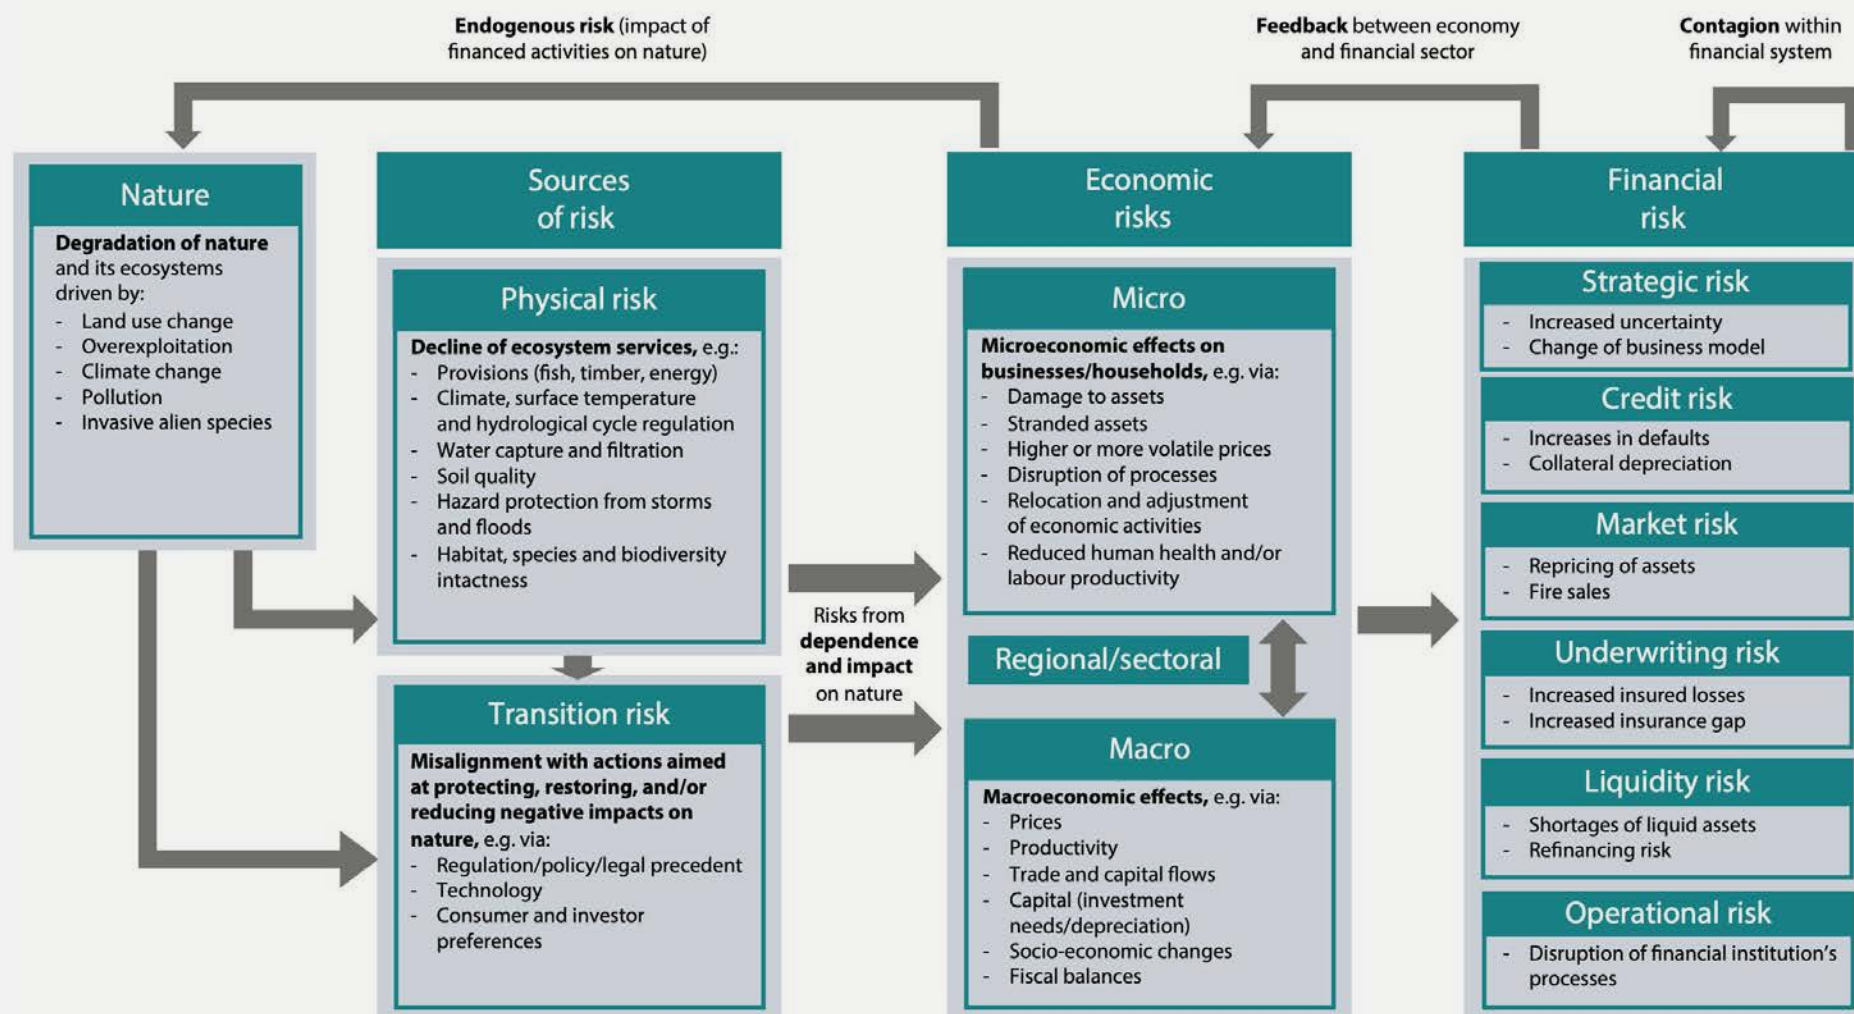 Endogenous risk (impact of
financed activities on nature)
Feedback between economy
and financial sector
Contagion within
financial system
Nature
Degradation of nature
and its ecosystems
driven by:
- Land use change
- Overexploitation
- Climate change
- Pollution
- Invasive alien species
Sources
of risk
Physical risk
Decline of ecosystem services, e.g.:
- Provisions (fish, timber, energy)
- Climate, surface temperature
and hydrological cycle regulation
- Water capture and filtration
- Soil quality
- Hazard protection from storms
and floods
- Habitat, species and biodiversity
intactness
Transition risk
Misalignment with actions aimed
at protecting, restoring, and/or
reducing negative impacts on
nature, e.g. via:
- Regulation/policy/legal precedent
- Technology
- Consumer and investor
preferences
Risks from
dependence
and impact
on nature
Economic
risks
Micro
Microeconomic effects on
businesses/households, e.g. via:
- Damage to assets
- Stranded assets
- Higher or more volatile prices
- Disruption of processes
- Relocation and adjustment
of economic activities
- Reduced human health and/or
labour productivity
Regional/sectoral
Macro
Macroeconomic effects, e.g. via:
- Prices
- Productivity
- Trade and capital flows
- Capital (investment
needs/depreciation)
- Socio-economic changes
- Fiscal balances
Financial
risk
Strategic risk
- Increased uncertainty
- Change of business model
Credit risk
- Increases in defaults
- Collateral depreciation
Market risk
- Repricing of assets
- Fire sales
Underwriting risk
- Increased insured losses
- Increased insurance gap
Liquidity risk
- Shortages of liquid assets
- Refinancing risk
Operational risk
- Disruption of financial institution's
processes